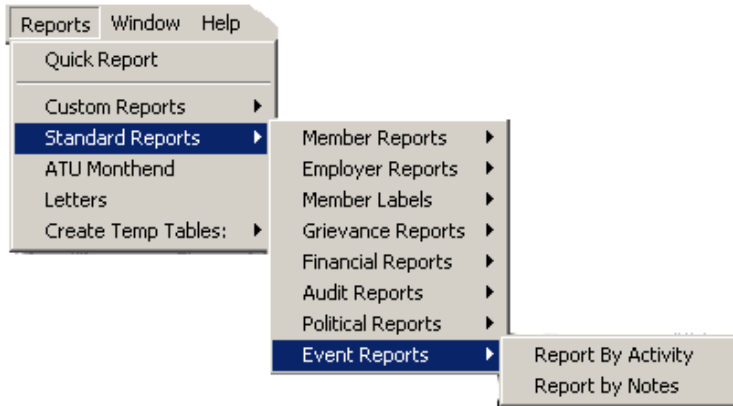 Reports Window Help
Quick Report
Custom Reports
Standard Reports
ATU Monthend
Letters
Create Temp Tables:
Member Reports
Employer Reports
Member Labels
Grievance Reports
Financial Reports
Audit Reports
Political Reports
Event Reports
Report By Activity
Report by Notes